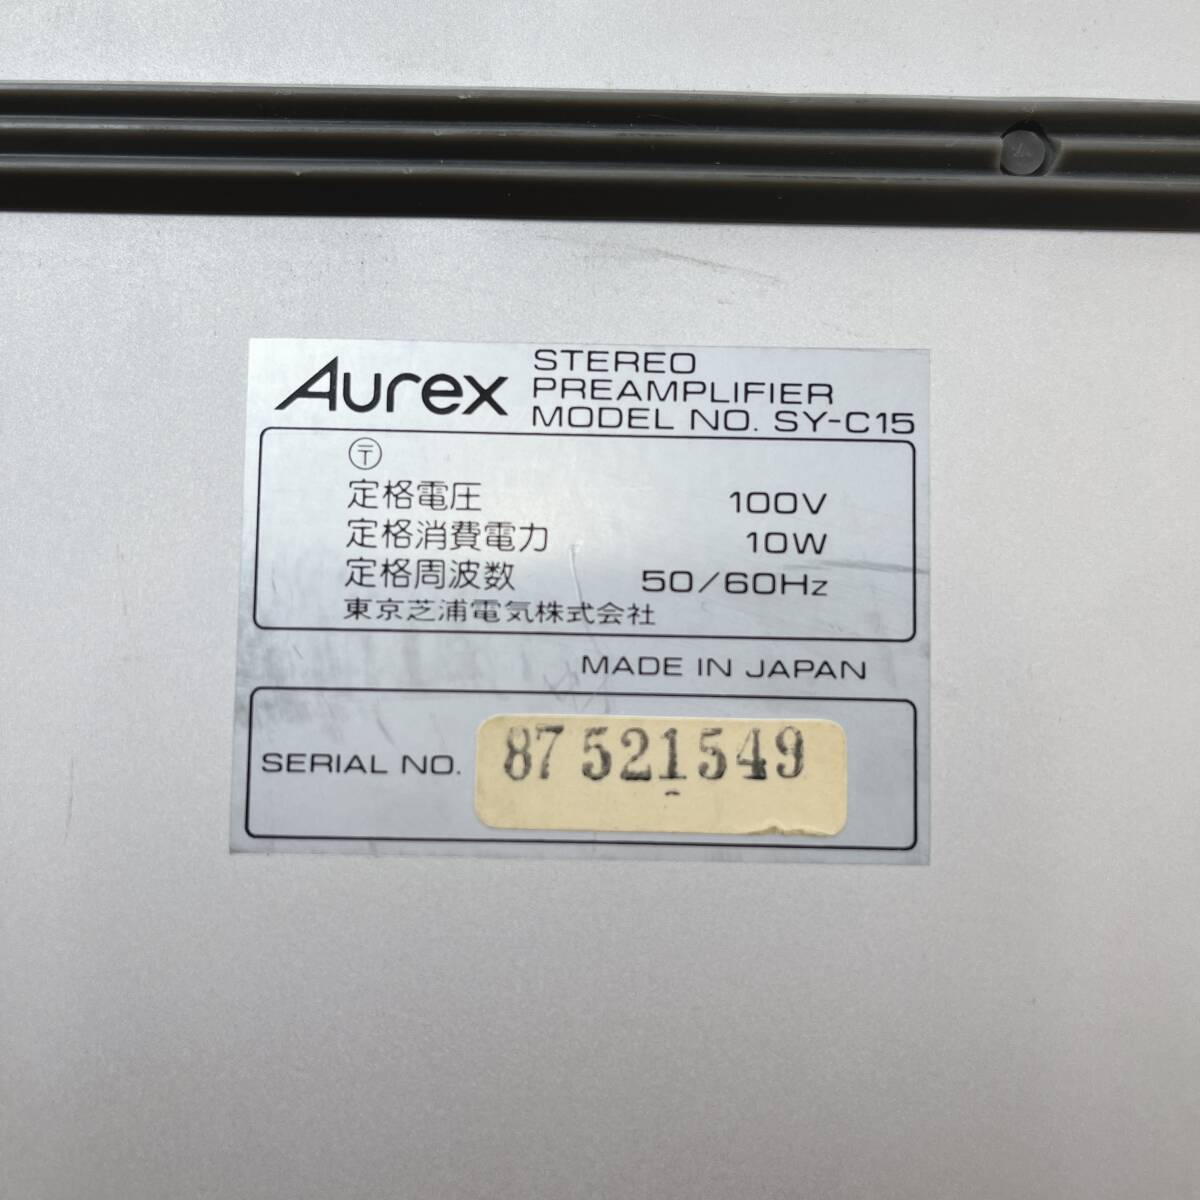 Aurex
STEREO
PREAMPLIFIER
MODEL NO. SY-C15
〶
定格電圧 100V
定格消費電力 10W
定格周波数 50/60Hz
東京芝浦電気株式会社
MADE IN JAPAN
SERIAL NO. 87521549